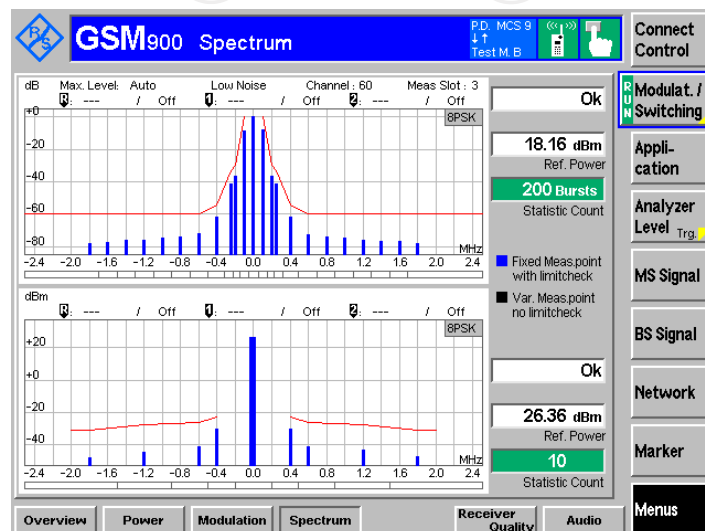 R&S
GSM900 Spectrum
P.D. MCS 9
Test M. B
Connect Control
dB Max. Level: Auto Low Noise Channel : 60 Meas Slot : 3
R: --- / Off 1: --- / Off 2: --- / Off
8PSK
+0
-20
-40
-60
-80
MHz
-2.4 -2.0 -1.6 -1.2 -0.8 -0.4 0.0 0.4 0.8 1.2 1.6 2.0 2.4
Ok
18.16 dBm
Ref. Power
200 Bursts
Statistic Count
Fixed Meas.point
with limitcheck
Var. Meas.point
no limitcheck
dBm
R: --- / Off 1: --- / Off 2: --- / Off
8PSK
+20
+0
-20
-40
MHz
-2.4 -2.0 -1.6 -1.2 -0.8 -0.4 0.0 0.4 0.8 1.2 1.6 2.0 2.4
Ok
26.36 dBm
Ref. Power
10
Statistic Count
RUN
Modulat. /
Switching
Appli-
cation
Analyzer
Level Trg.
MS Signal
BS Signal
Network
Marker
Menus
Overview Power Modulation Spectrum Receiver Quality Audio